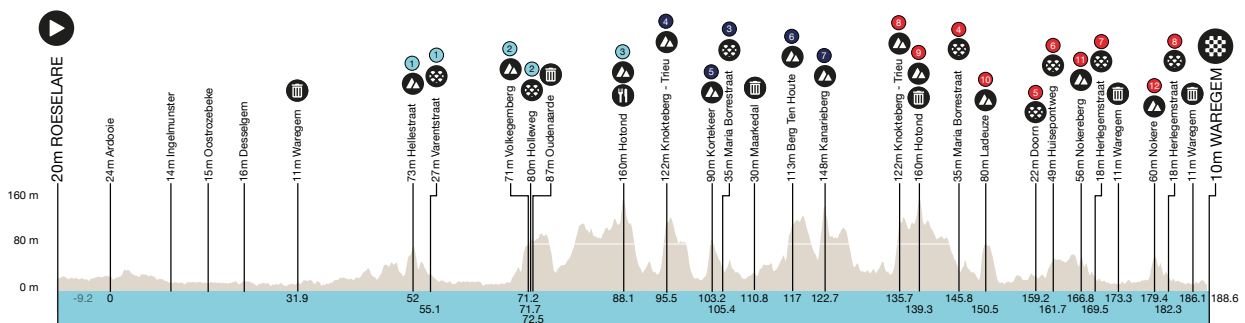 1
1
2
2
3
4
5
3
6
7
8
9
4
10
5
6
11
7
12
8
20m ROESELARE
24m Ardooie
14m Ingelmunster
15m Oostrozebeke
16m Desselgem
11m Waregem
73m Hellestraat
27m Varentstraat
71m Volkegemberg
80m Holleweg
87m Oudenaarde
160m Hotond
122m Knokteberg - Trieu
90m Kortekeer
35m Maria Borrestraat
30m Maarkedal
113m Berg Ten Houte
148m Kanarieberg
122m Knokteberg - Trieu
160m Hotond
35m Maria Borrestraat
80m Ladeuze
22m Doorn
49m Huisepontweg
56m Nokereberg
18m Herlegemstraat
11m Waregem
60m Nokere
18m Herlegemstraat
11m Waregem
10m WAREGEM
160 m
80 m
0 m
-9.2 0 31.9 52 71.2 88.1 95.5 103.2 110.8 117 122.7 135.7 145.8 159.2 166.8 173.3 179.4 186.1 188.6
55.1 71.7 105.4 139.3 150.5 161.7 169.5 182.3
72.5